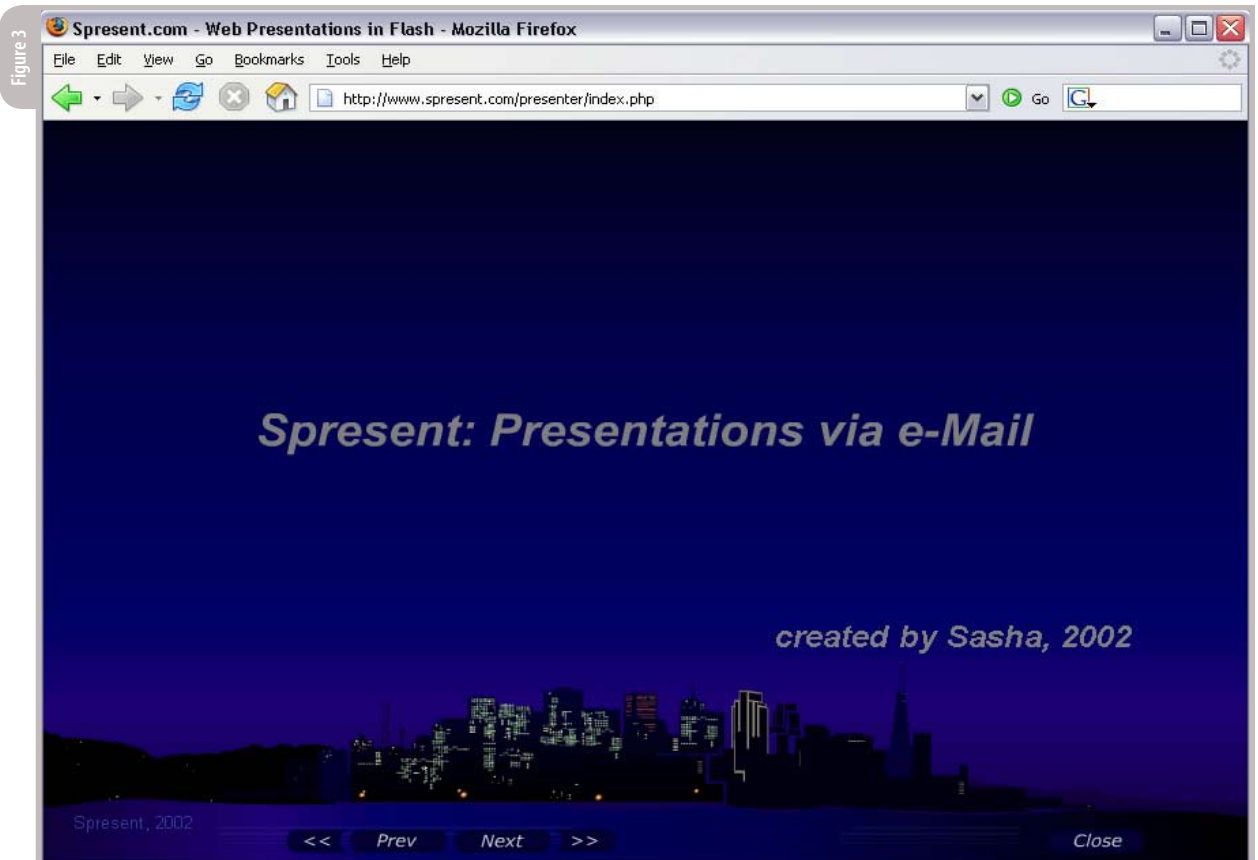 Figure 3
Spresent.com - Web Presentations in Flash - Mozilla Firefox
File Edit View Go Bookmarks Tools Help
http://www.spresent.com/presenter/index.php Go G
Spresent: Presentations via e-Mail
created by Sasha, 2002
Spresent, 2002
<< Prev Next >> Close